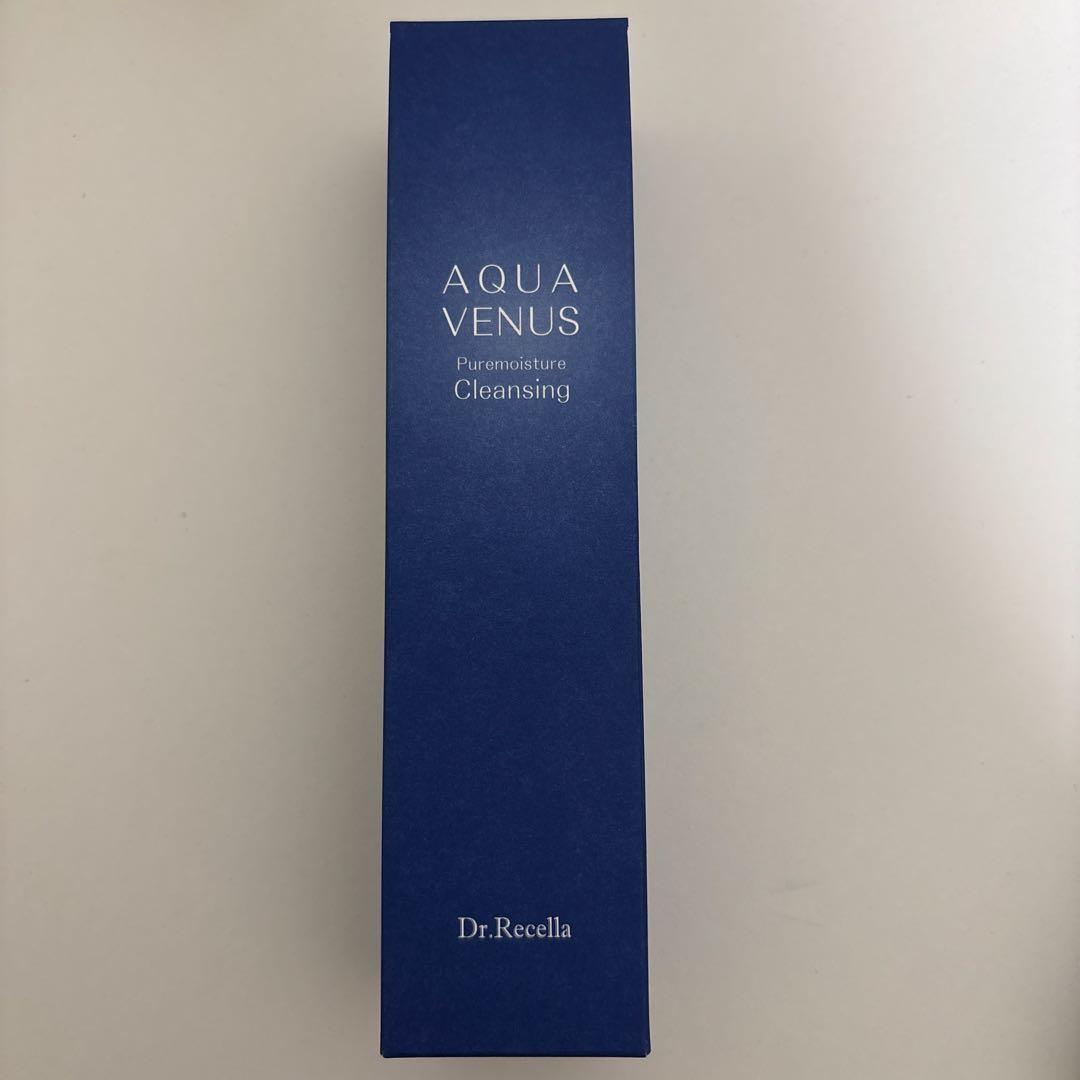 AQUA
VENUS
Puremoisture
Cleansing
Dr.Recella